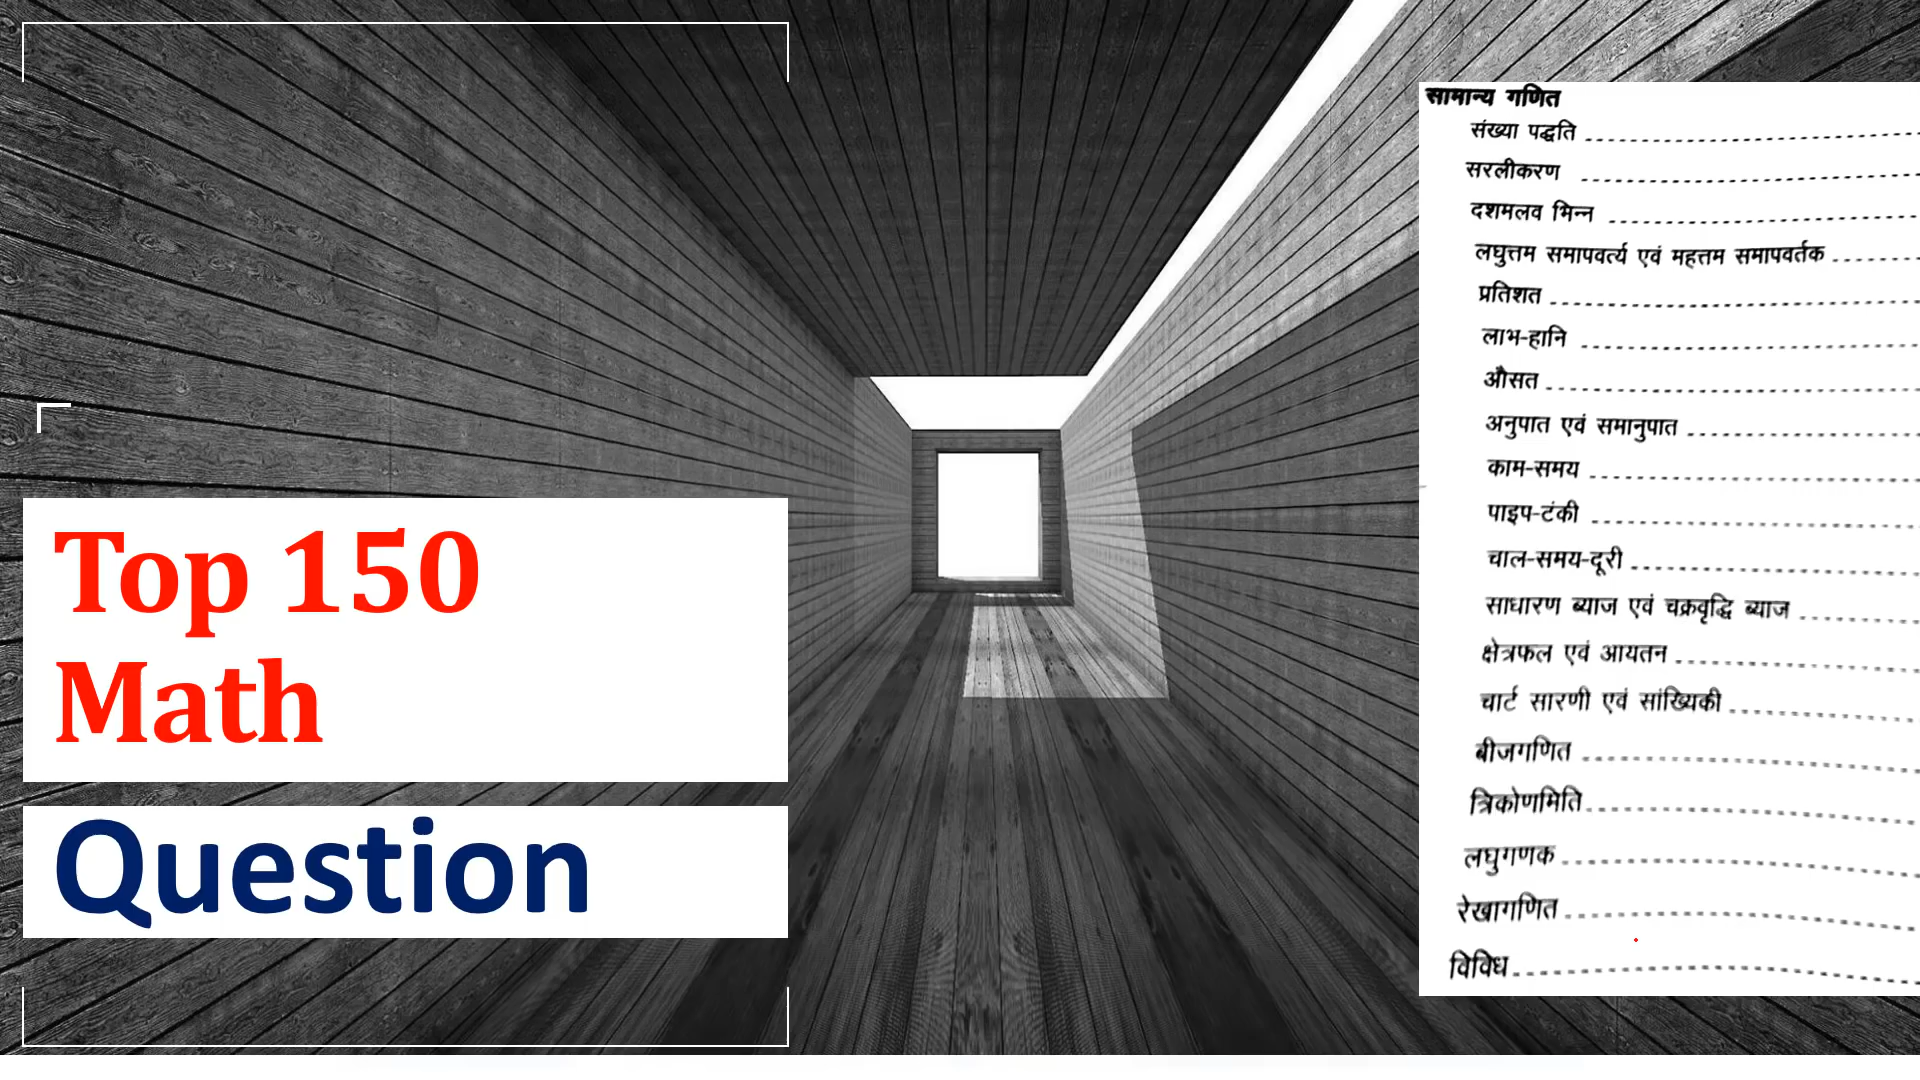 Top 150
Math
Question
सामान्य गणित
संख्या पद्धति
सरलीकरण
दशमलव भिन्न
लघुत्तम समापवर्त्य एवं महत्तम समापवर्तक
प्रतिशत
लाभ-हानि
औसत
अनुपात एवं समानुपात
काम-समय
पाइप-टंकी
चाल-समय-दूरी
साधारण ब्याज एवं चक्रवृद्धि ब्याज
क्षेत्रफल एवं आयतन
चार्ट सारणी एवं सांख्यिकी
बीजगणित
त्रिकोणमिति
लघुगणक
रेखागणित
विविध